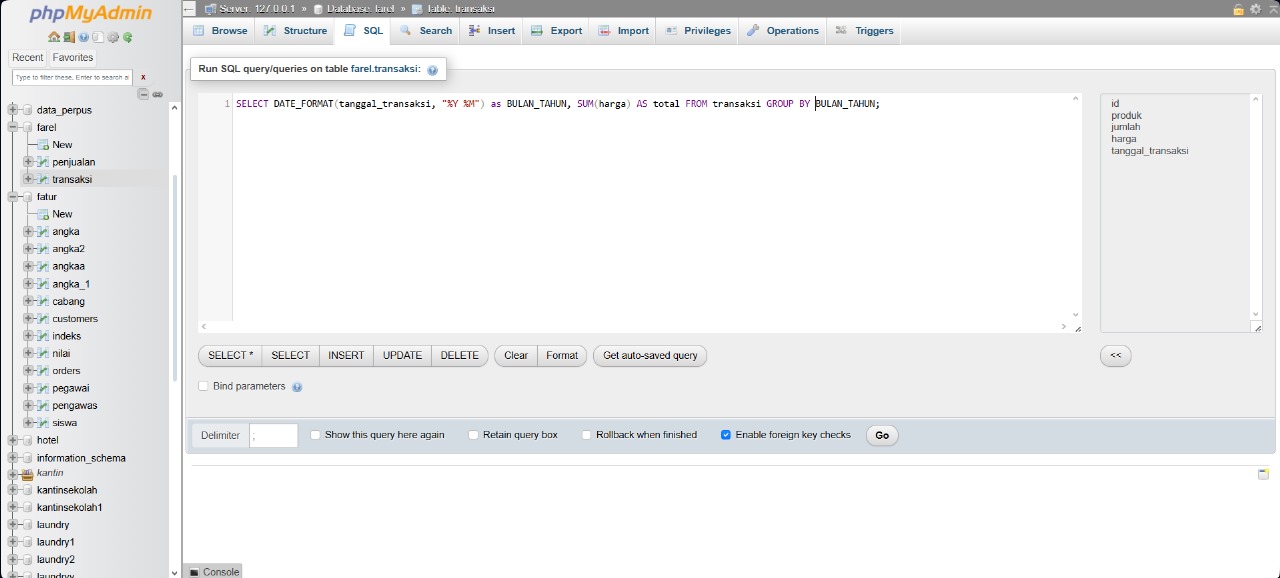 phpMyAdmin
Recent Favorites
Type to filter these, Enter to search al x
data_perpus
farel
New
penjualan
transaksi
fatur
New
angka
angka2
angkaa
angka_1
cabang
customers
indeks
nilai
orders
pegawai
pengawas
siswa
hotel
information_schema
kantin
kantinsekolah
kantinsekolah1
laundry
laundry1
laundry2
laundryy
Server: 127.0.0.1 » Database: farel » Table: transaksi
Browse Structure SQL Search Insert Export Import Privileges Operations Triggers
Run SQL query/queries on table farel.transaksi:
1 SELECT DATE_FORMAT(tanggal_transaksi, "%Y %M") as BULAN_TAHUN, SUM(harga) AS total FROM transaksi GROUP BY BULAN_TAHUN;
id
produk
jumlah
harga
tanggal_transaksi
SELECT * SELECT INSERT UPDATE DELETE Clear Format Get auto-saved query <<
Bind parameters
Delimiter ; Show this query here again Retain query box Rollback when finished Enable foreign key checks Go
Console